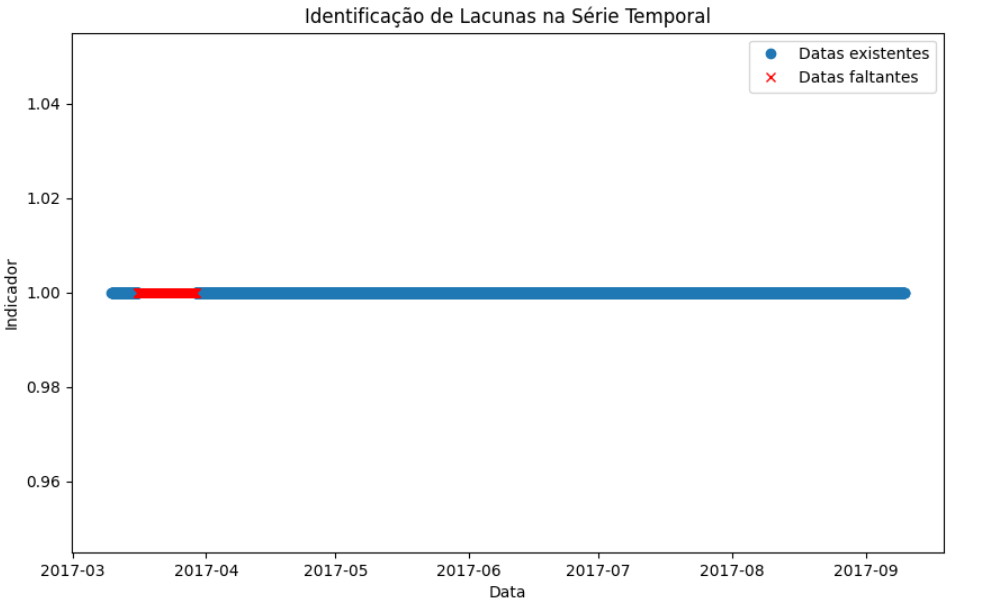 Identificação de Lacunas na Série Temporal
Datas existentes
Datas faltantes
1.04
1.02
1.00
0.98
0.96
Indicador
2017-03 2017-04 2017-05 2017-06 2017-07 2017-08 2017-09
Data